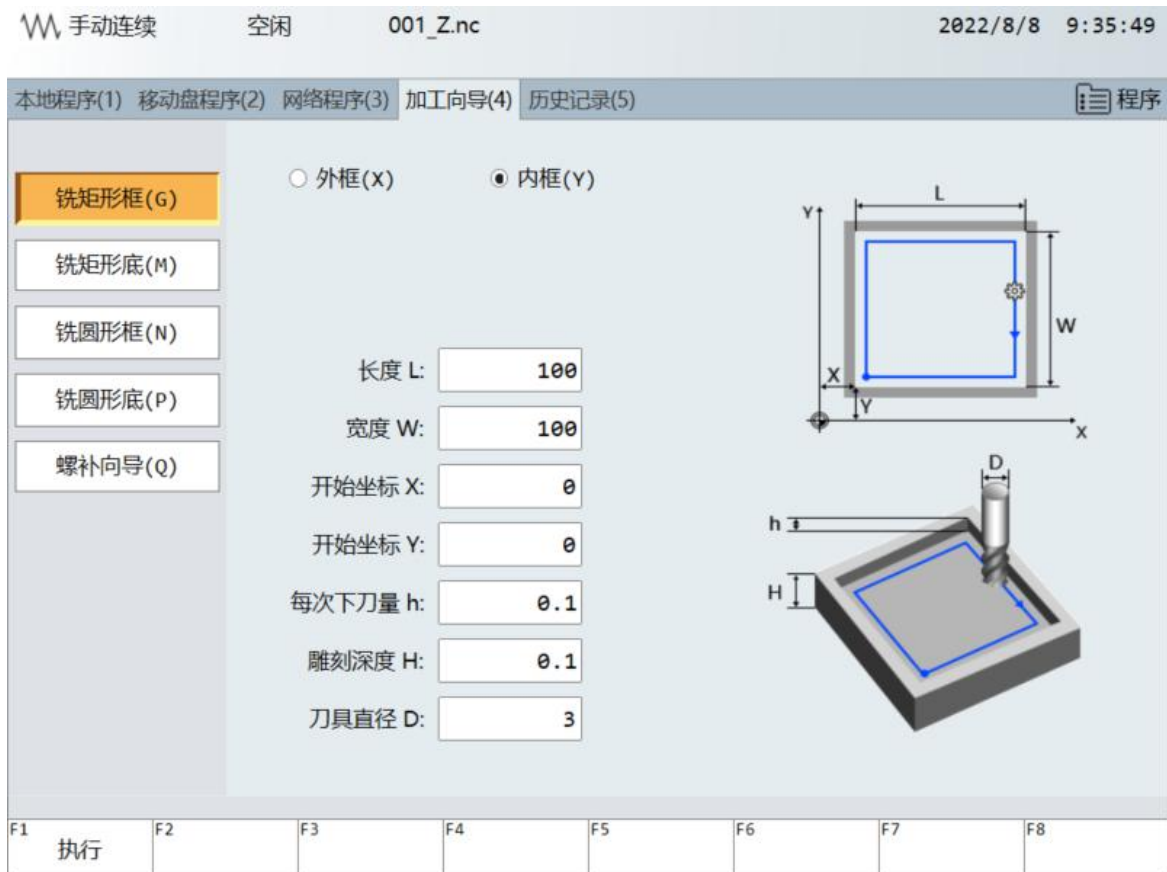 手动连续 空闲 001_Z.nc 2022/8/8 9:35:49
本地程序(1) 移动盘程序(2) 网络程序(3) 加工向导(4) 历史记录(5) 程序
铣矩形框(G)
铣矩形底(M)
铣圆形框(N)
铣圆形底(P)
螺补向导(Q)
外框(X) 内框(Y)
长度 L: 100
宽度 W: 100
开始坐标 X: 0
开始坐标 Y: 0
每次下刀量 h: 0.1
雕刻深度 H: 0.1
刀具直径 D: 3
L
Y
W
X
Y
X
D
h
H
F1 执行 F2 F3 F4 F5 F6 F7 F8